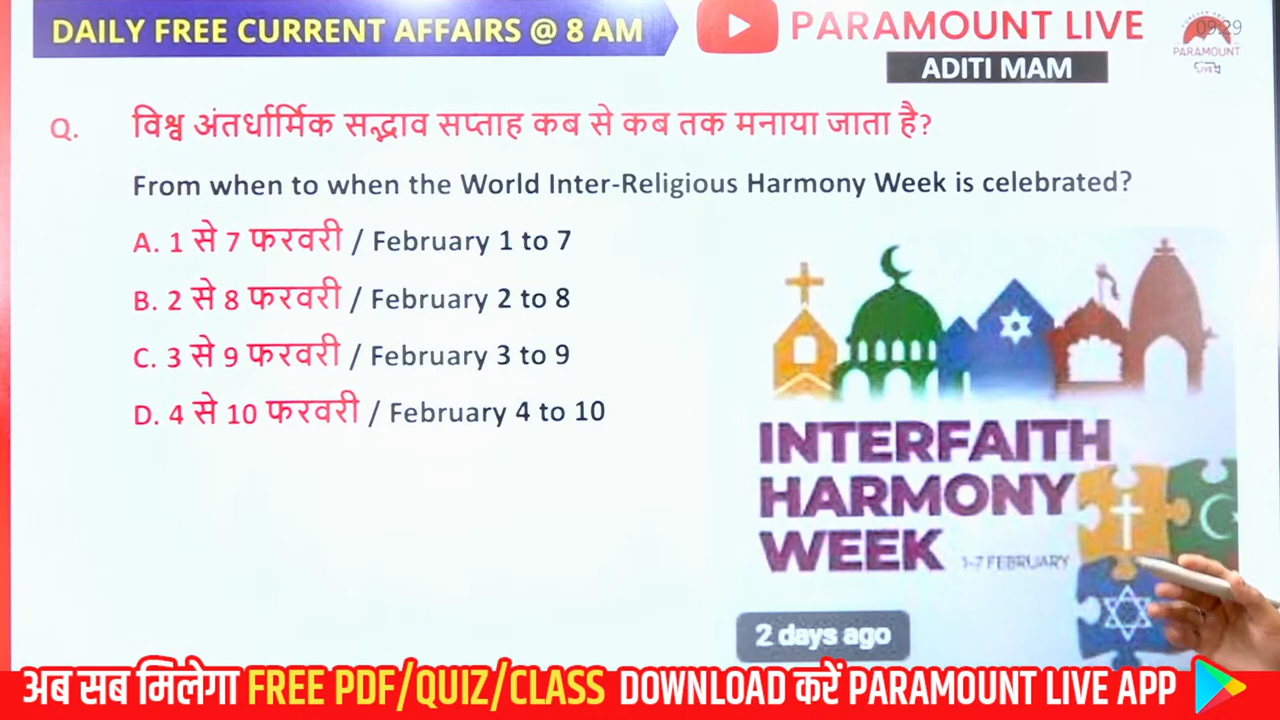 DAILY FREE CURRENT AFFAIRS @ 8 AM
PARAMOUNT LIVE
09:29
PARAMOUNT
LIVE
ADITI MAM
Q. विश्व अंतर्धार्मिक सद्भाव सप्ताह कब से कब तक मनाया जाता है?
From when to when the World Inter-Religious Harmony Week is celebrated?
A. 1 से 7 फरवरी / February 1 to 7
B. 2 से 8 फरवरी / February 2 to 8
C. 3 से 9 फरवरी / February 3 to 9
D. 4 से 10 फरवरी / February 4 to 10
INTERFAITH
HARMONY
WEEK 1-7 FEBRUARY
2 days ago
अब सब मिलेगा FREE PDF/QUIZ/CLASS DOWNLOAD करें PARAMOUNT LIVE APP